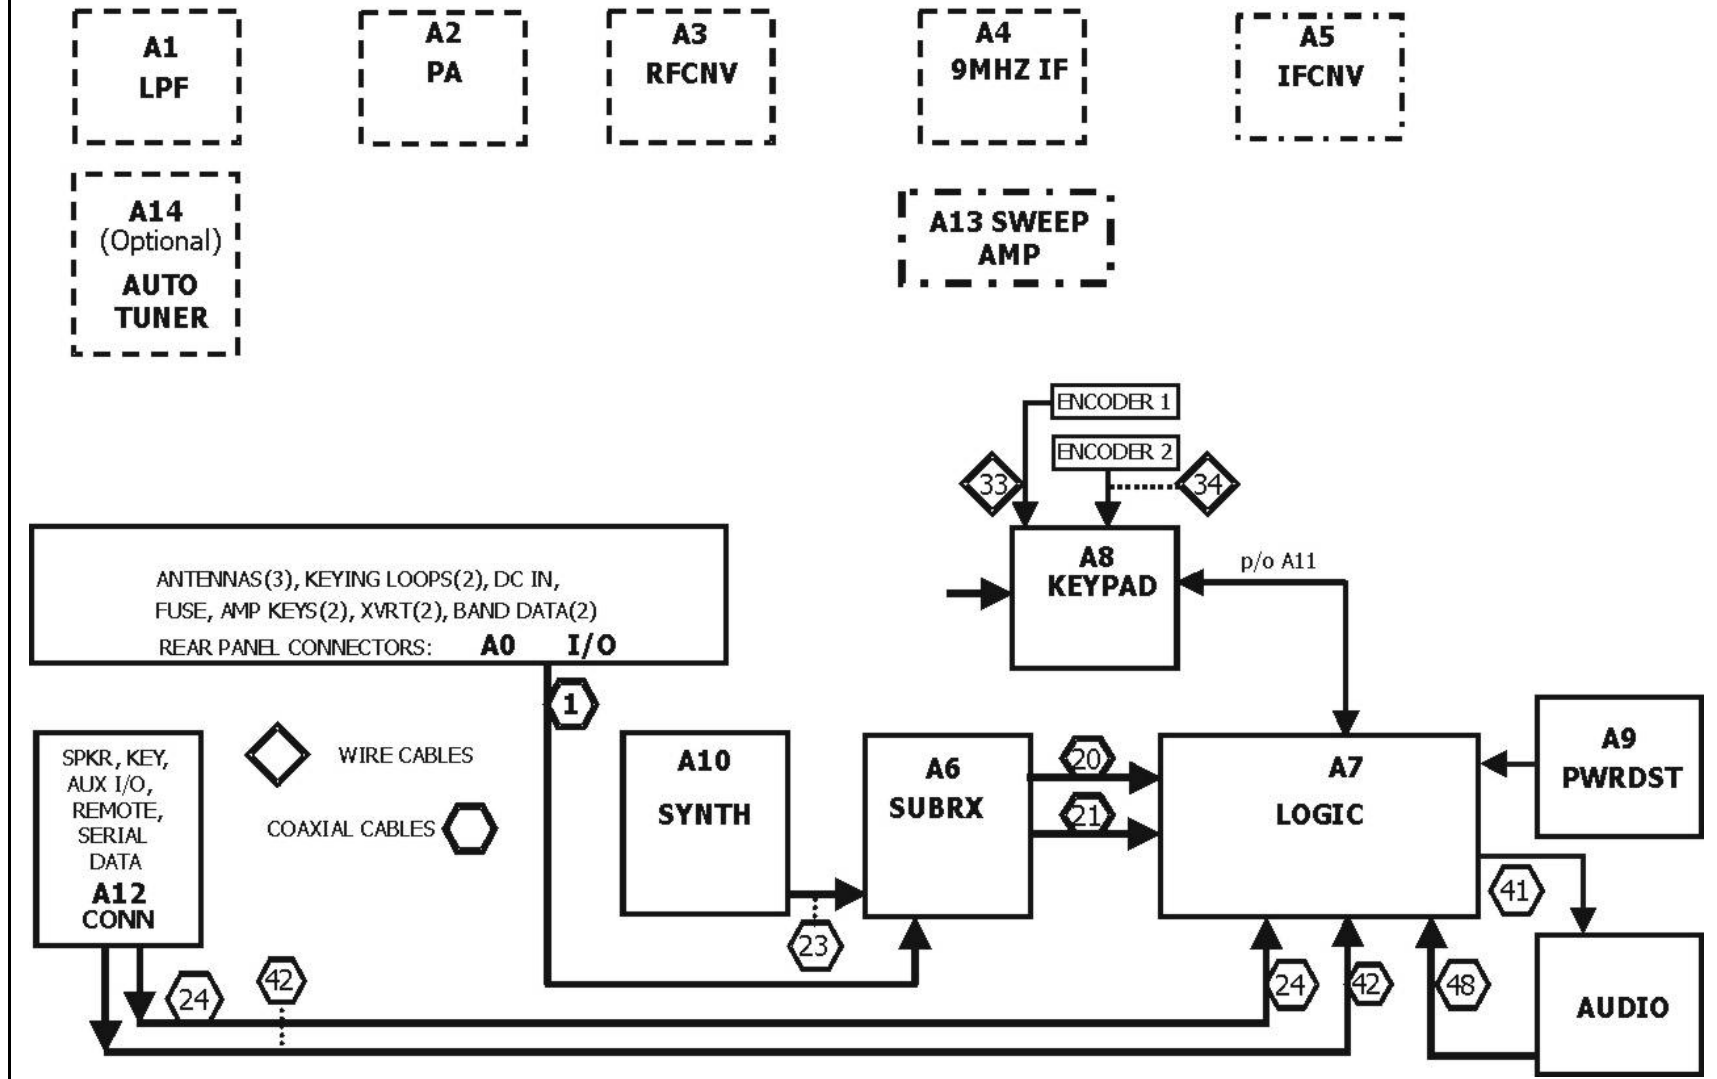 A1
LPF
A2
PA
A3
RFCNV
A4
9MHZ IF
A5
IFCNV
A14
(Optional)
AUTO
TUNER
A13 SWEEP
AMP
ENCODER 1
ENCODER 2
33
34
A8
KEYPAD
p/o A11
ANTENNAS(3), KEYING LOOPS(2), DC IN,
FUSE, AMP KEYS(2), XVRT(2), BAND DATA(2)
REAR PANEL CONNECTORS: A0 I/O
1
SPKR, KEY,
AUX I/O,
REMOTE,
SERIAL
DATA
A12
CONN
WIRE CABLES
COAXIAL CABLES
A10
SYNTH
A6
SUBRX
20
21
A7
LOGIC
A9
PWRDST
41
23
24
42
24
42
48
AUDIO